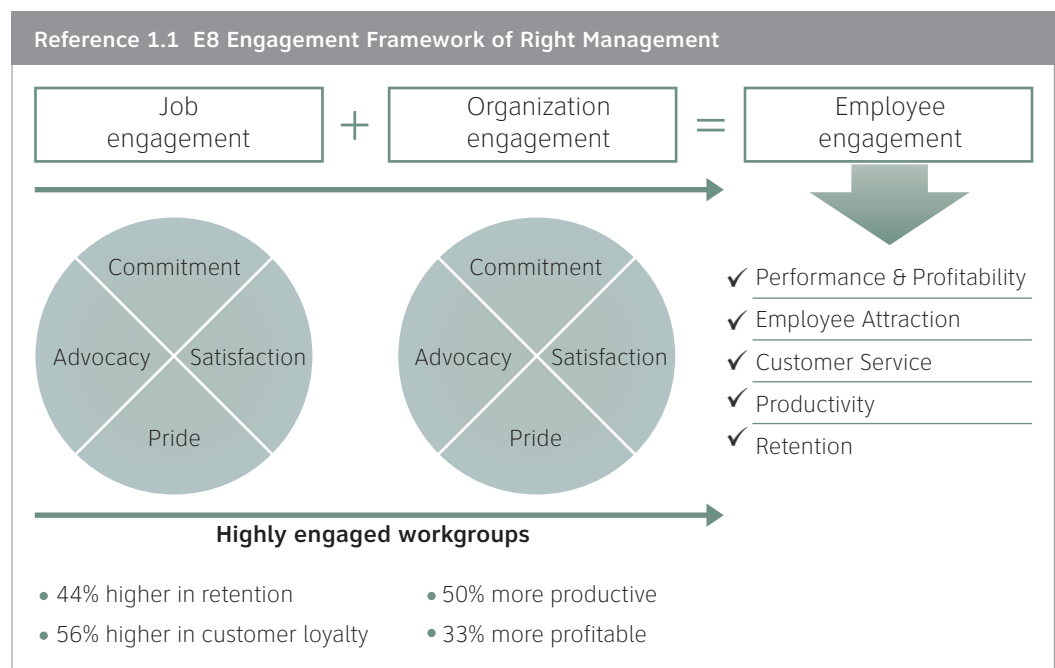 Reference 1.1 E8 Engagement Framework of Right Management
Job
engagement
+
Organization
engagement
=
Employee
engagement
Commitment
Advocacy
Satisfaction
Pride
Commitment
Advocacy
Satisfaction
Pride
✓ Performance & Profitability
✓ Employee Attraction
✓ Customer Service
✓ Productivity
✓ Retention
Highly engaged workgroups
• 44% higher in retention
• 56% higher in customer loyalty
• 50% more productive
• 33% more profitable